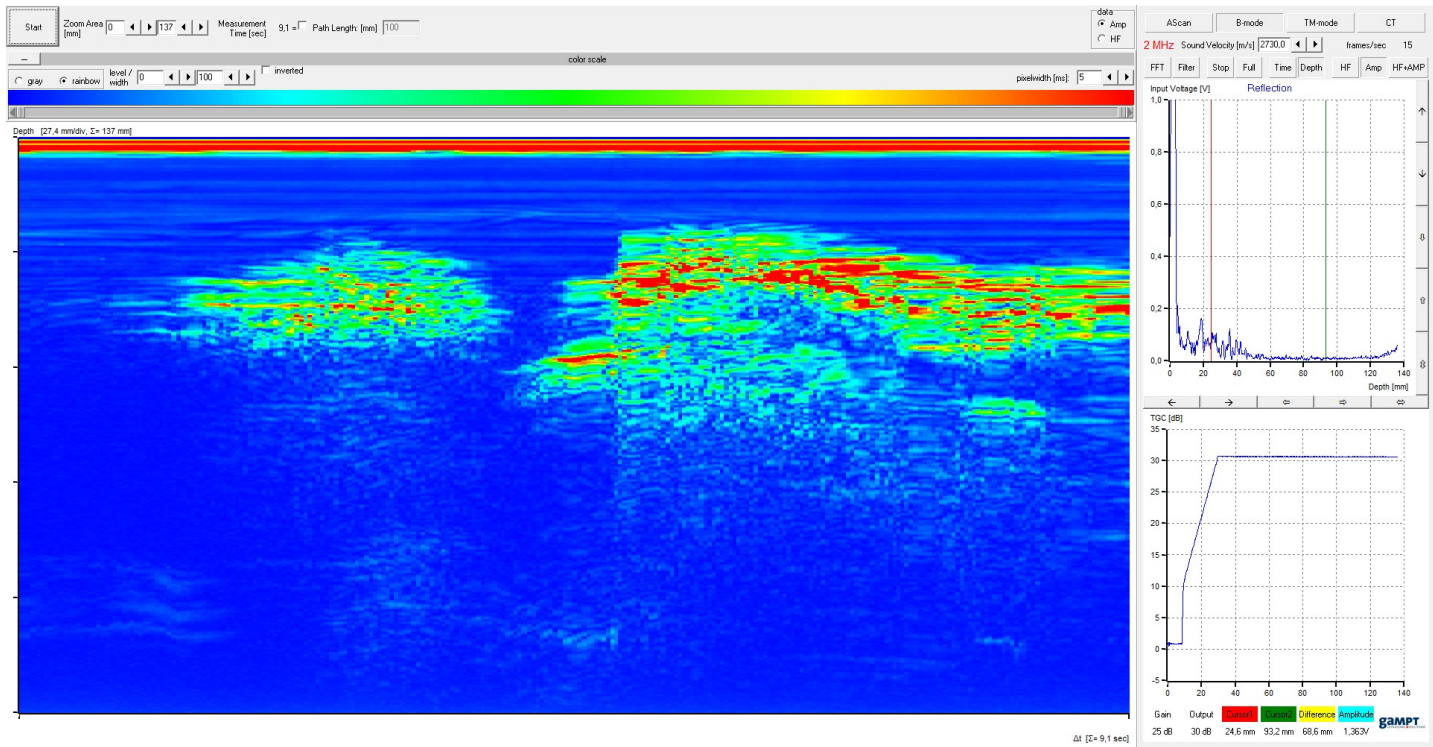 Start
Zoom Area [mm] 0 137 Measurement Time [sec] 9,1 = Path Length: [mm] 100
data
Amp
HF
color scale
gray rainbow level / width 0 100 inverted pixelwidth [ms]: 5
Depth [27,4 mm/div, Σ= 137 mm]
Δt [Σ= 9,1 sec]
AScan B-mode TM-mode CT
2 MHz Sound Velocity [m/s] 2730,0 frames/sec 15
FFT Filter Stop Full Time Depth HF Amp HF+AMP
Input Voltage [V] Reflection
1,0
0,8
0,6
0,4
0,2
0,0
0 20 40 60 80 100 120 140
Depth [mm]
TGC [dB]
35
30
25
20
15
10
5
0
-5
0 20 40 60 80 100 120 140
Gain Output Cursor1 Cursor2 Difference Amplitude
25 dB 30 dB 24,6 mm 93,2 mm 68,6 mm 1,363V
GAMPT